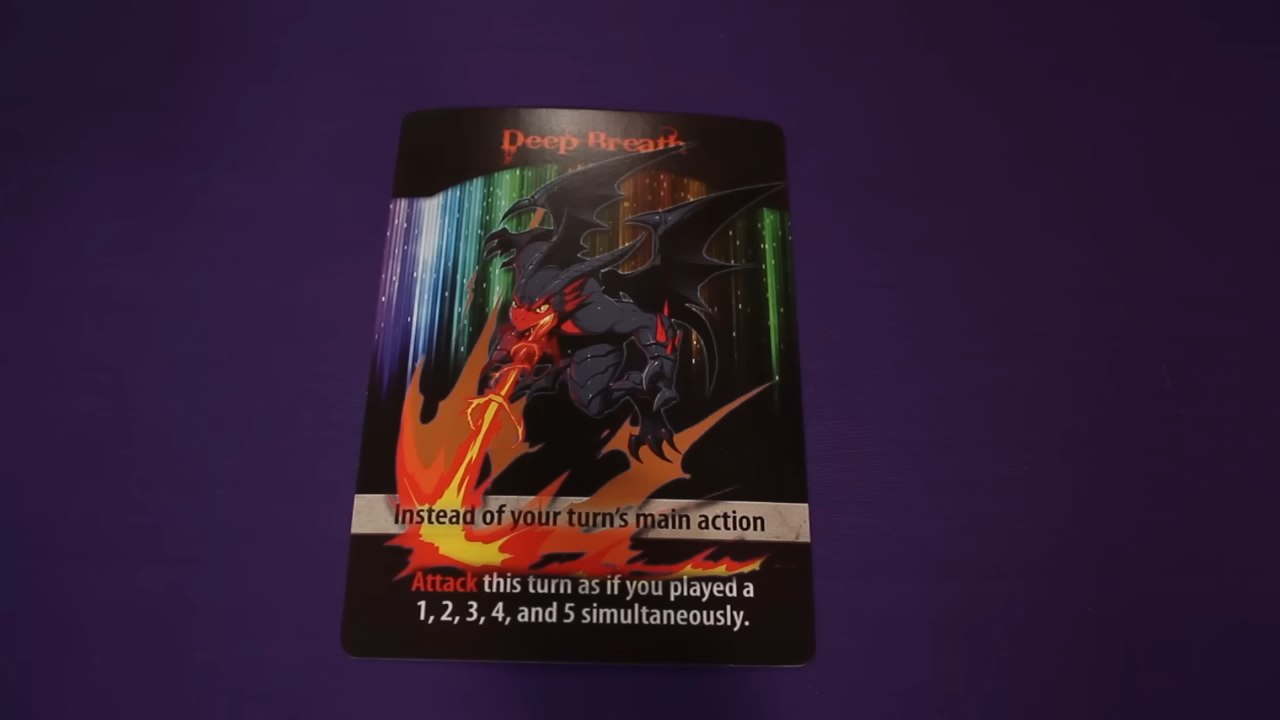 Deep Breath
Instead of your turn's main action
Attack this turn as if you played a
1, 2, 3, 4, and 5 simultaneously.